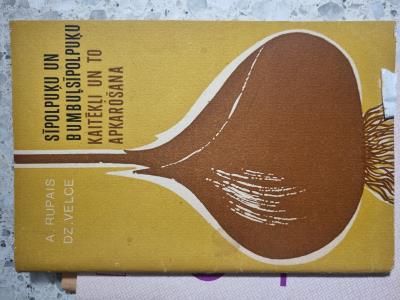 SĪPOLPUĶU UN
BUMBUĻSĪPOLPUĶU
KAITĒKĻI UN TO
APKAROŠANA
A. RUPAIS
DZ. VELCE